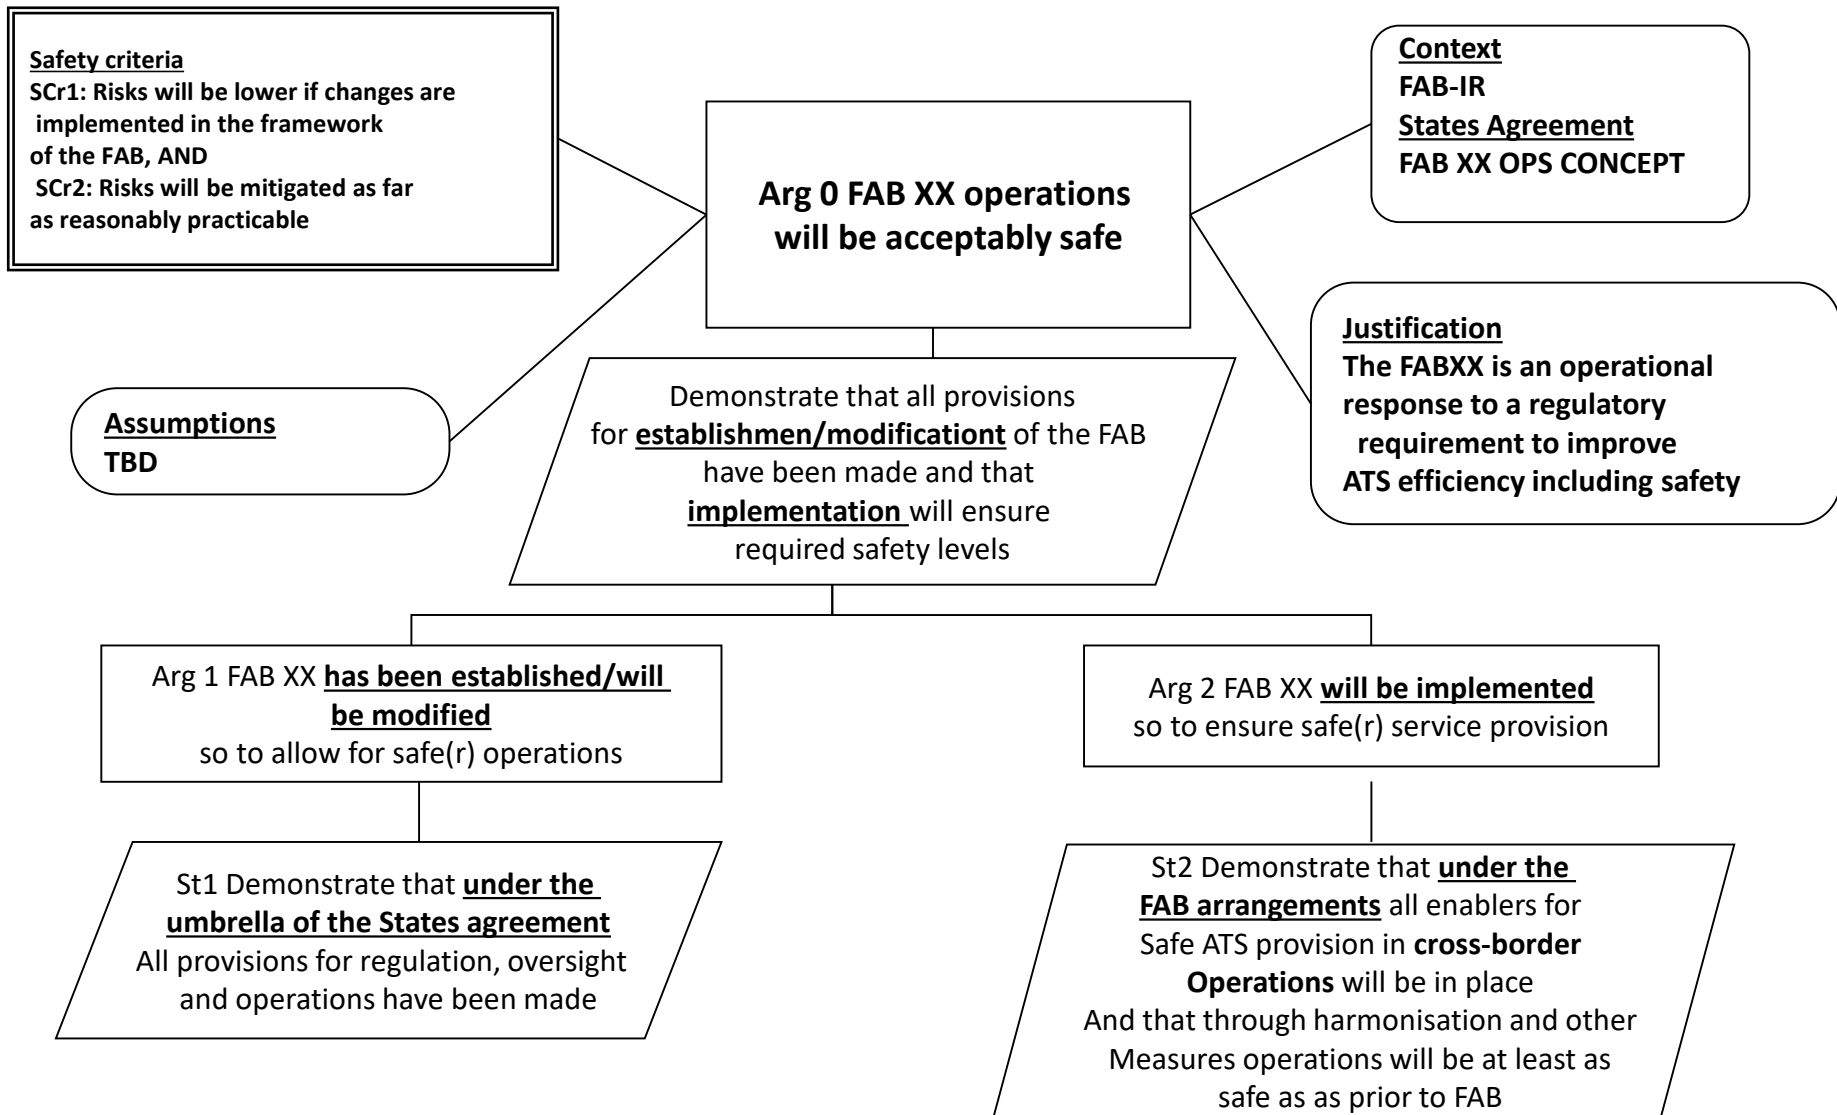 Safety criteria
SCr1: Risks will be lower if changes are
implemented in the framework
of the FAB, AND
SCr2: Risks will be mitigated as far
as reasonably practicable
Arg 0 FAB XX operations
will be acceptably safe
Context
FAB-IR
States Agreement
FAB XX OPS CONCEPT
Assumptions
TBD
Demonstrate that all provisions
for establishmen/modificationt of the FAB
have been made and that
implementation will ensure
required safety levels
Justification
The FABXX is an operational
response to a regulatory
requirement to improve
ATS efficiency including safety
Arg 1 FAB XX has been established/will
be modified
so to allow for safe(r) operations
Arg 2 FAB XX will be implemented
so to ensure safe(r) service provision
St1 Demonstrate that under the
umbrella of the States agreement
All provisions for regulation, oversight
and operations have been made
St2 Demonstrate that under the
FAB arrangements all enablers for
Safe ATS provision in cross-border
Operations will be in place
And that through harmonisation and other
Measures operations will be at least as
safe as as prior to FAB